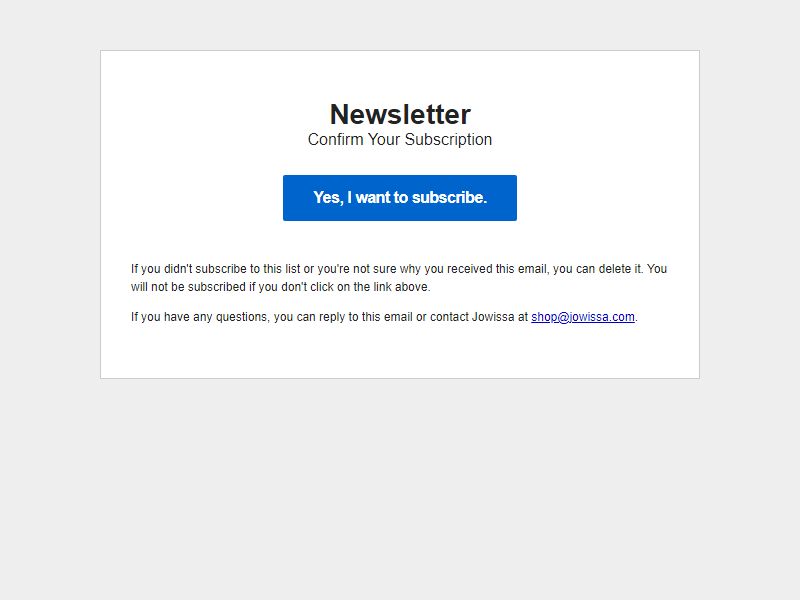 Newsletter
Confirm Your Subscription
Yes, I want to subscribe.
If you didn't subscribe to this list or you're not sure why you received this email, you can delete it. You
will not be subscribed if you don't click on the link above.
If you have any questions, you can reply to this email or contact Jowissa at shop@jowissa.com.